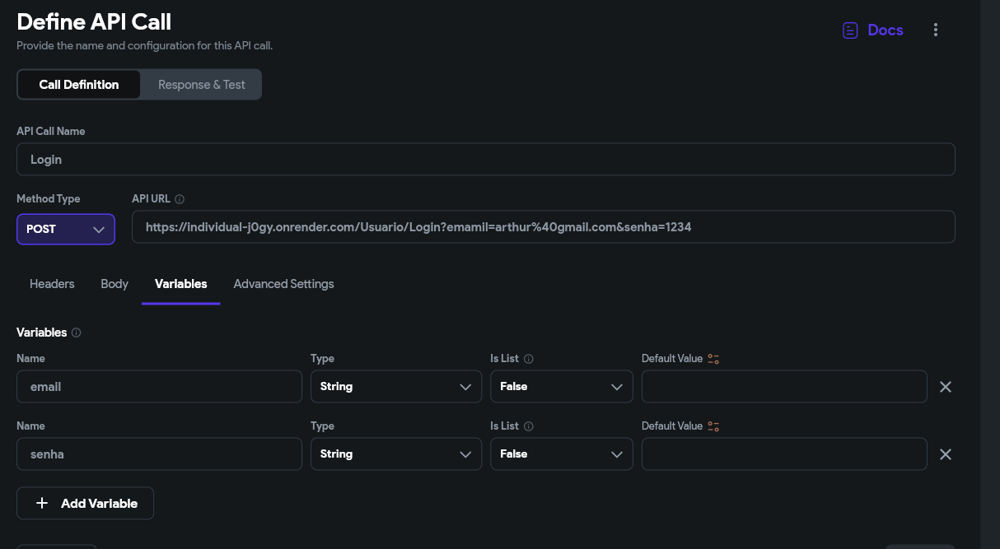 Define API Call
Docs
Provide the name and configuration for this API call.
Call Definition
Response & Test
API Call Name
Login
Method Type
API URL
POST
https://individual-j0gy.onrender.com/Usuario/Login?emamil=arthur%40gmail.com&senha=1234
Headers
Body
Variables
Advanced Settings
Variables
Name
Type
Is List
Default Value
email
String
False
Name
Type
Is List
Default Value
senha
String
False
+ Add Variable